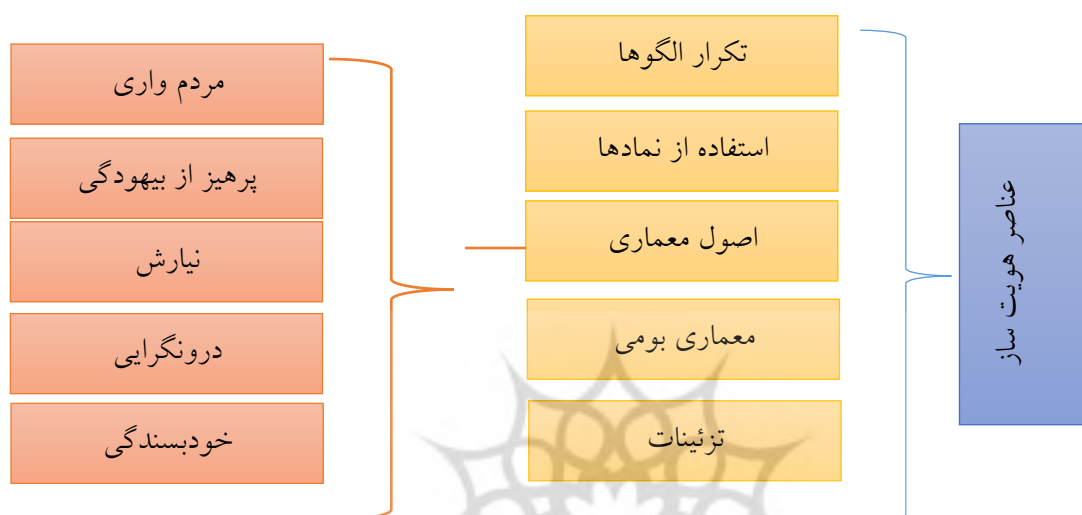 عناصر هویت ساز
تکرار الگوها
استفاده از نمادها
اصول معماری
معماری بومی
تزئینات
مردم واری
پرهیز از بیهودگی
نیارش
درونگرایی
خودبسندگی